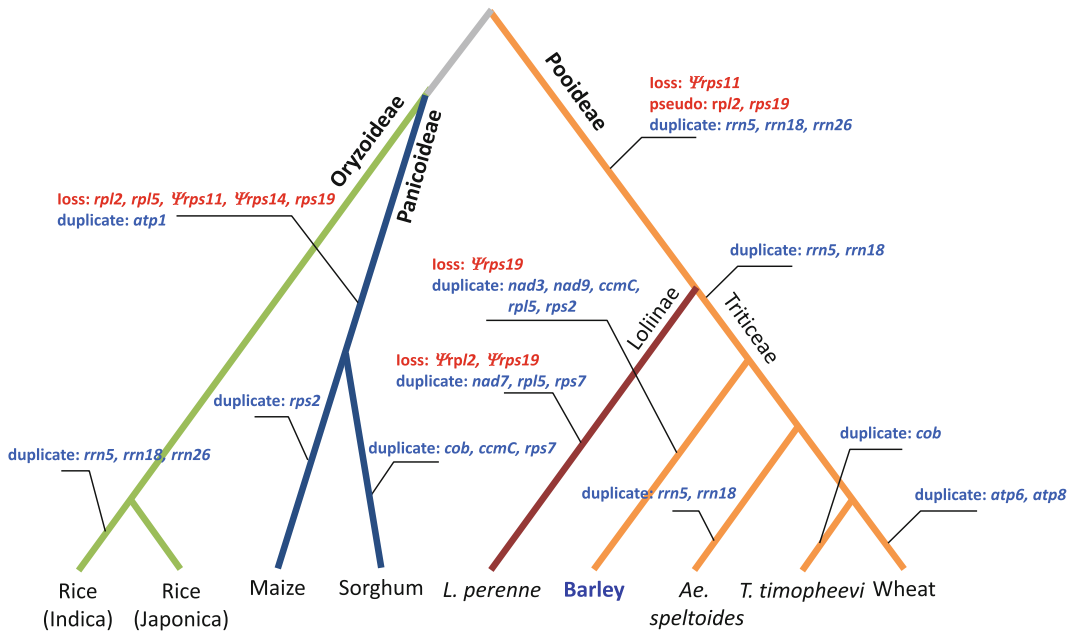 Pooideae
loss: Ψrps11
pseudo: rpl2, rps19
duplicate: rrn5, rrn18, rrn26
Oryzoideae
Panicoideae
loss: rpl2, rpl5, Ψrps11, Ψrps14, rps19
duplicate: atp1
duplicate: rrn5, rrn18
loss: Ψrps19
duplicate: nad3, nad9, ccmC,
rpl5, rps2
Loliinae
Triticeae
loss: Ψrpl2, Ψrps19
duplicate: nad7, rpl5, rps7
duplicate: rps2
duplicate: cob
duplicate: cob, ccmC, rps7
duplicate: rrn5, rrn18, rrn26
duplicate: rrn5, rrn18
duplicate: atp6, atp8
Rice
(Indica)
Rice
(Japonica)
Maize
Sorghum
L. perenne
Barley
Ae.
speltoides
T. timopheevi
Wheat